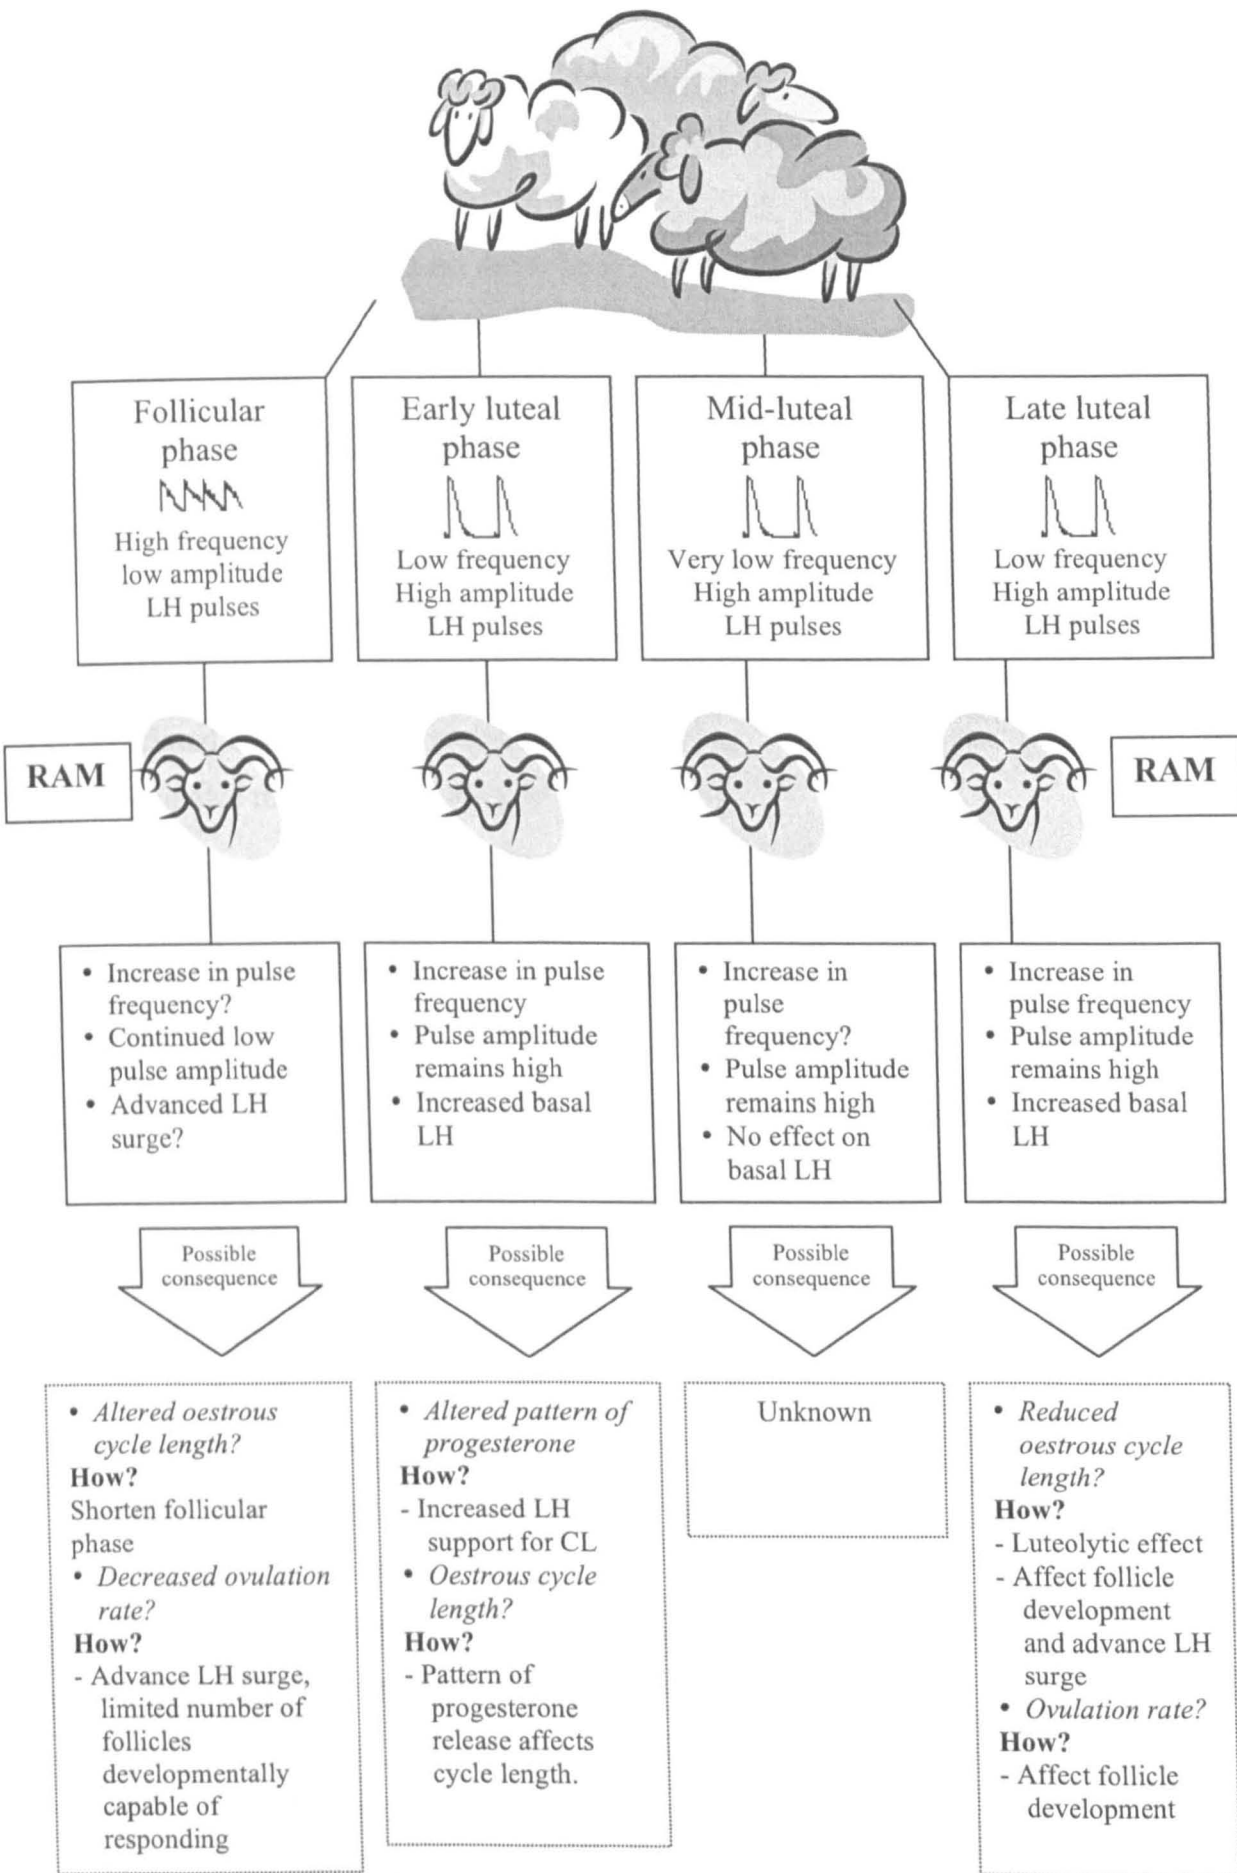 Follicular
phase
High frequency
low amplitude
LH pulses
Early luteal
phase
Low frequency
High amplitude
LH pulses
Mid-luteal
phase
Very low frequency
High amplitude
LH pulses
Late luteal
phase
Low frequency
High amplitude
LH pulses
RAM
RAM
• Increase in pulse
frequency?
• Continued low
pulse amplitude
• Advanced LH
surge?
• Increase in pulse
frequency
• Pulse amplitude
remains high
• Increased basal
LH
• Increase in
pulse
frequency?
• Pulse amplitude
remains high
• No effect on
basal LH
• Increase in
pulse frequency
• Pulse amplitude
remains high
• Increased basal
LH
Possible
consequence
Possible
consequence
Possible
consequence
Possible
consequence
• Altered oestrous
cycle length?
How?
Shorten follicular
phase
• Decreased ovulation
rate?
How?
- Advance LH surge,
limited number of
follicles
developmentally
capable of
responding
• Altered pattern of
progesterone
How?
- Increased LH
support for CL
• Oestrous cycle
length?
How?
- Pattern of
progesterone
release affects
cycle length.
Unknown
• Reduced
oestrous cycle
length?
How?
- Luteolytic effect
- Affect follicle
development
and advance LH
surge
• Ovulation rate?
How?
- Affect follicle
development